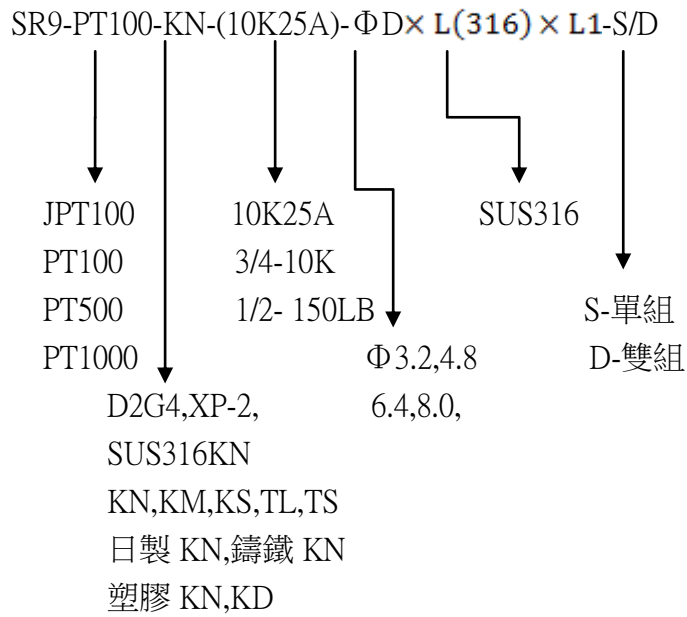 SR9-PT100-KN-(10K25A)-ΦD× L(316) × L1-S/D
JPT100 10K25A SUS316
PT100 3/4-10K
PT500 1/2- 150LB S-單組
PT1000 Φ3.2,4.8 D-雙組
D2G4,XP-2, 6.4,8.0,
SUS316KN
KN,KM,KS,TL,TS
日製 KN,鑄鐵 KN
塑膠 KN,KD